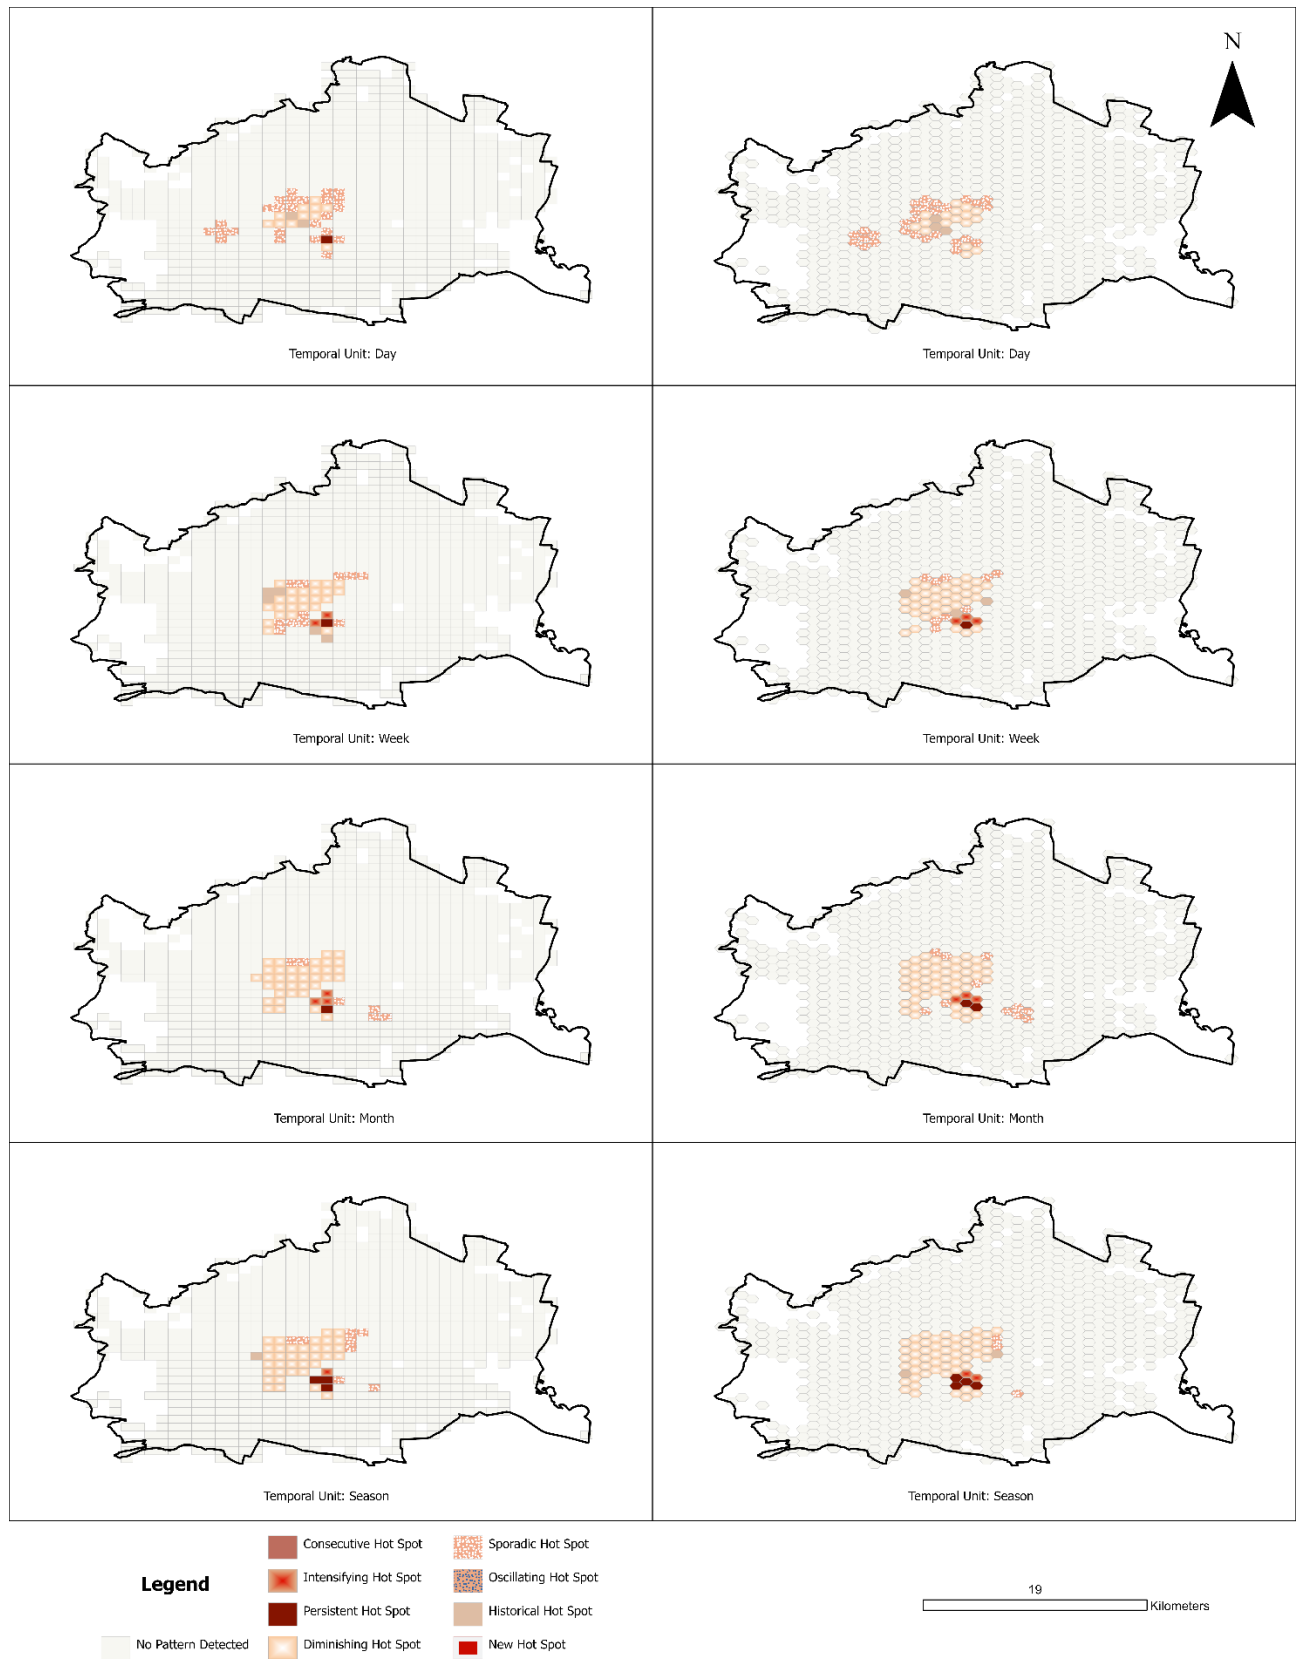 N
Temporal Unit: Day
Temporal Unit: Day
Temporal Unit: Week
Temporal Unit: Week
Temporal Unit: Month
Temporal Unit: Month
Temporal Unit: Season
Temporal Unit: Season
Legend
No Pattern Detected
Consecutive Hot Spot
Intensifying Hot Spot
Persistent Hot Spot
Diminishing Hot Spot
Sporadic Hot Spot
Oscillating Hot Spot
Historical Hot Spot
New Hot Spot
19
Kilometers